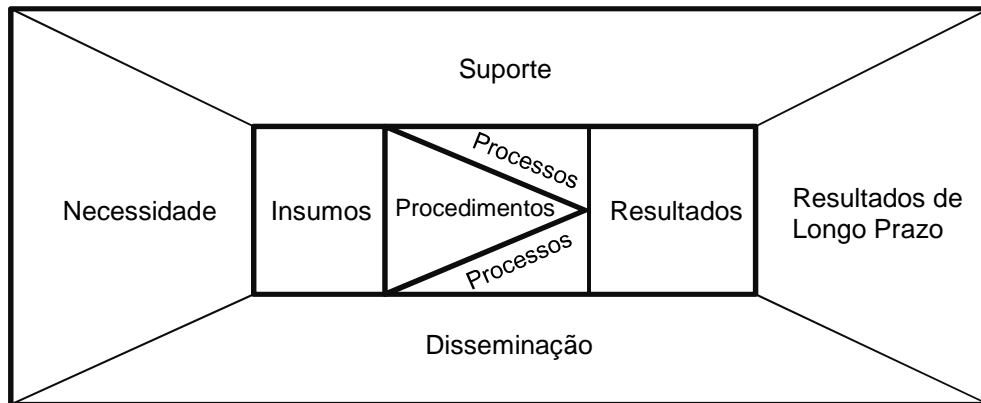 Suporte
Necessidade
Insumos
Procedimentos
Processos
Processos
Resultados
Resultados de
Longo Prazo
Disseminação